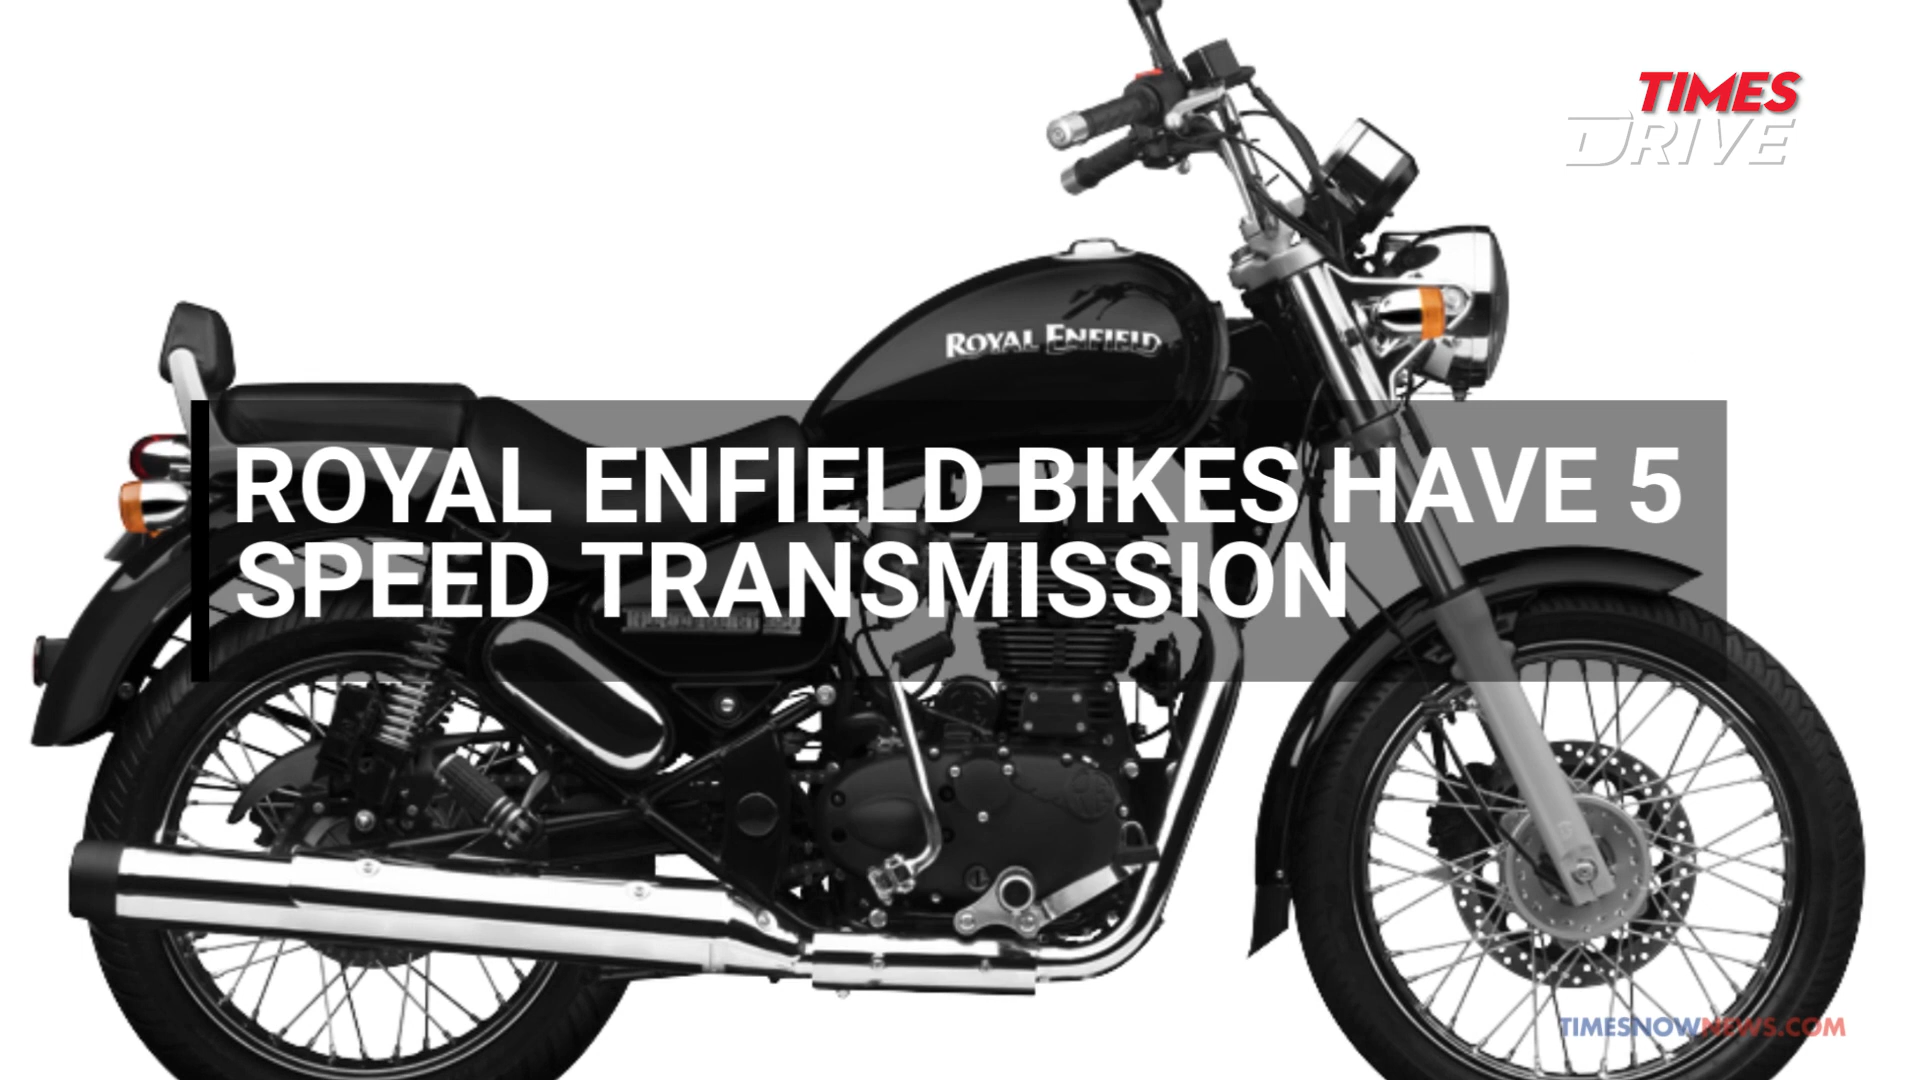 TIMES
DRIVE
ROYAL ENFIELD
ROYAL ENFIELD BIKES HAVE 5
SPEED TRANSMISSION
TIMESNOWNEWS.COM